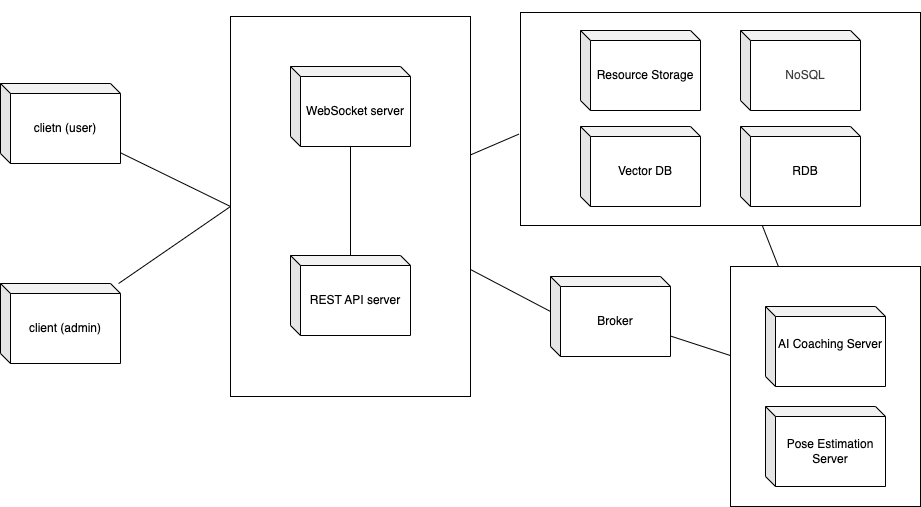 clietn (user)
client (admin)
WebSocket server
REST API server
Resource Storage
NoSQL
Vector DB
RDB
Broker
AI Coaching Server
Pose Estimation
Server